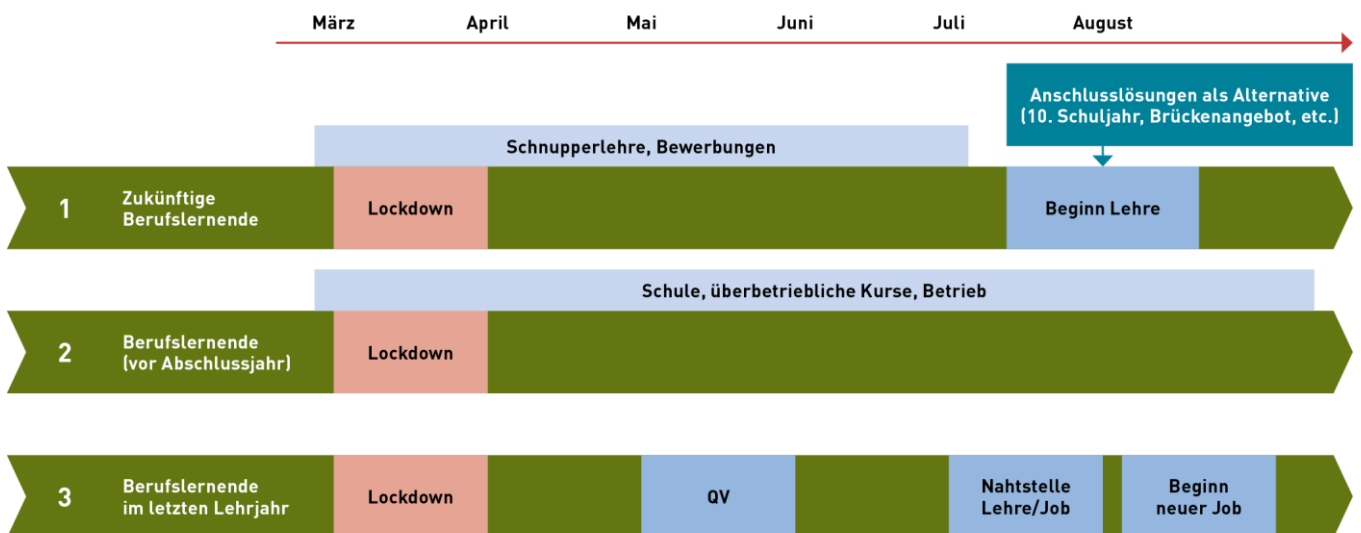 März April Mai Juni Juli August
Anschlusslösungen als Alternative
(10. Schuljahr, Brückenangebot, etc.)
Schnupperlehre, Bewerbungen
1
Zukünftige
Berufslernende
Lockdown
Beginn Lehre
Schule, überbetriebliche Kurse, Betrieb
2
Berufslernende
(vor Abschlussjahr)
Lockdown
3
Berufslernende
im letzten Lehrjahr
Lockdown
QV
Nahtstelle
Lehre/Job
Beginn
neuer Job